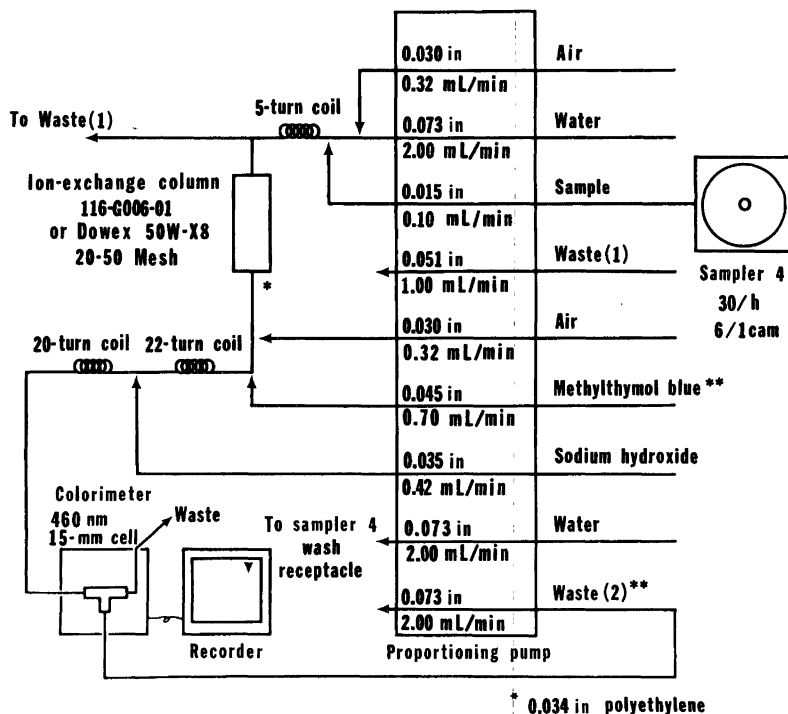 0.030 in
Air
0.32 mL/min
5-turn coil
To Waste(1)
0.073 in
Water
2.00 mL/min
Ion-exchange column
116-G006-01
or Dowex 50W-X8
20-50 Mesh
*
0.015 in
Sample
0.10 mL/min
0.051 in
Waste(1)
1.00 mL/min
Sampler 4
30/h
6/1cam
0.030 in
Air
0.32 mL/min
20-turn coil
22-turn coil
0.045 in
Methylthymol blue**
0.70 mL/min
0.035 in
Sodium hydroxide
0.42 mL/min
Colorimeter
460 nm
15-mm cell
Waste
To sampler 4
wash
receptacle
0.073 in
Water
2.00 mL/min
0.073 in
Waste (2)**
2.00 mL/min
Recorder
Proportioning pump
* 0.034 in polyethylene